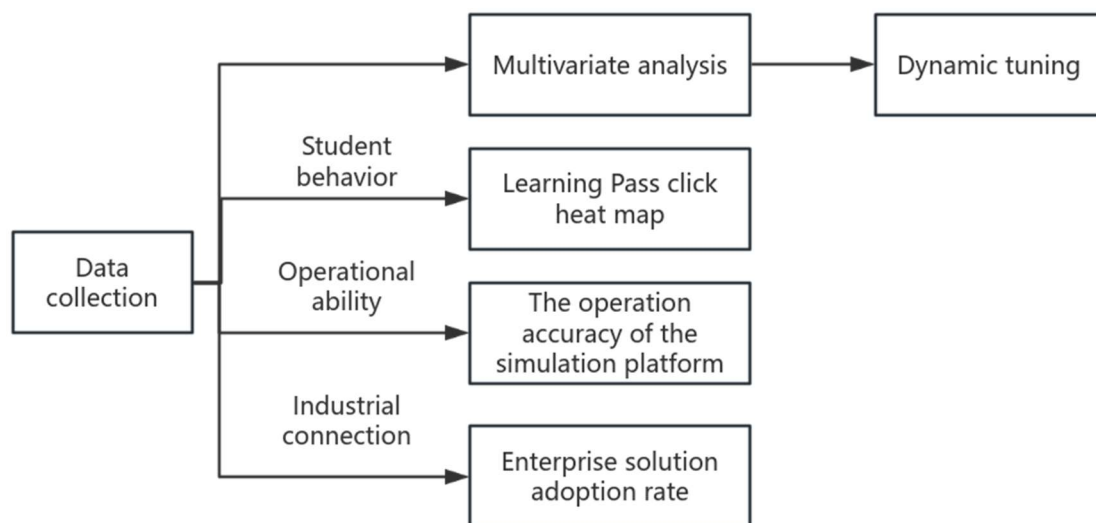 Multivariate analysis
Dynamic tuning
Student
behavior
Learning Pass click
heat map
Data
collection
Operational
ability
The operation
accuracy of the
simulation platform
Industrial
connection
Enterprise solution
adoption rate